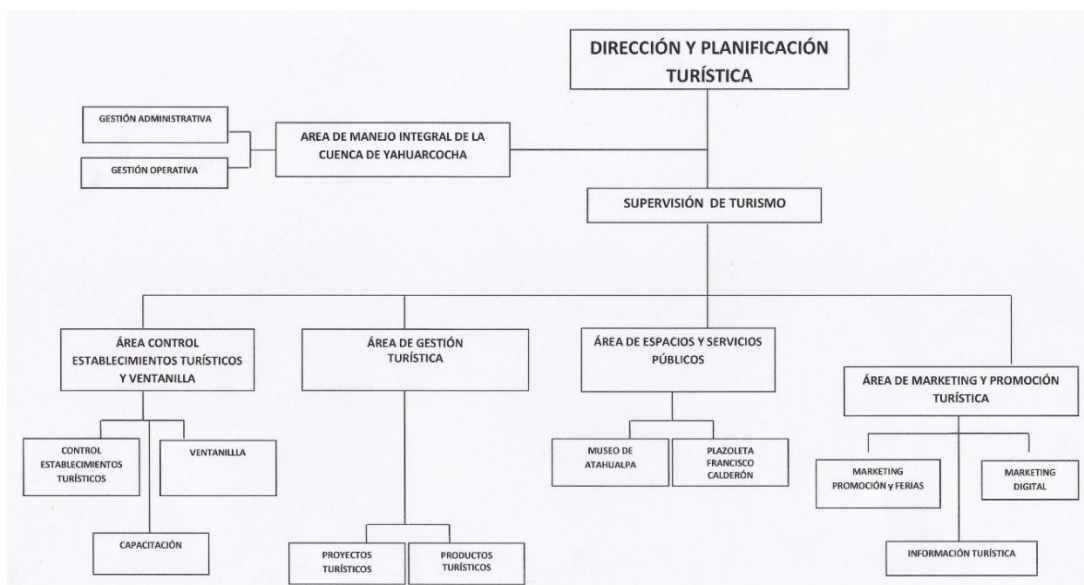 DIRECCIÓN Y PLANIFICACIÓN
TURÍSTICA
GESTIÓN ADMINISTRATIVA
GESTIÓN OPERATIVA
AREA DE MANEJO INTEGRAL DE LA
CUENCA DE YAHUARCOCHA
SUPERVISIÓN DE TURISMO
ÁREA CONTROL
ESTABLECIMIENTOS TURÍSTICOS
Y VENTANILLA
ÁREA DE GESTIÓN
TURÍSTICA
ÁREA DE ESPACIOS Y SERVICIOS
PÚBLICOS
ÁREA DE MARKETING Y PROMOCIÓN
TURÍSTICA
CONTROL
ESTABLECIMIENTOS
TURÍSTICOS
VENTANILLLA
CAPACITACIÓN
PROYECTOS
TURÍSTICOS
PRODUCTOS
TURÍSTICOS
MUSEO DE
ATAHUALPA
PLAZOLETA
FRANCISCO
CALDERÓN
MARKETING
PROMOCIÓN y FERIAS
MARKETING
DIGITAL
INFORMACIÓN TURÍSTICA